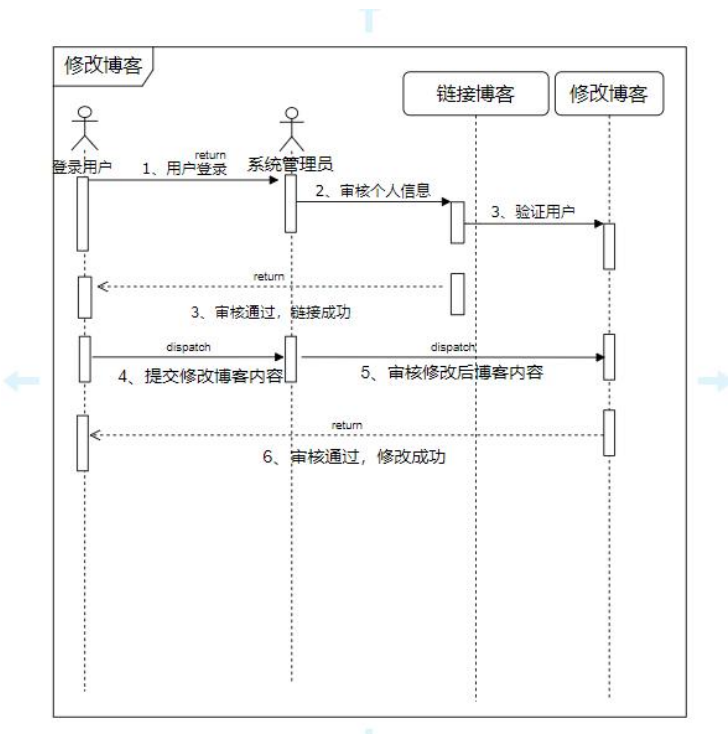 修改博客
链接博客
修改博客
登录用户
return
1、用户登录
系统管理员
2、审核个人信息
3、验证用户
return
3、审核通过，链接成功
dispatch
4、提交修改博客内容
dispatch
5、审核修改后博客内容
return
6、审核通过，修改成功